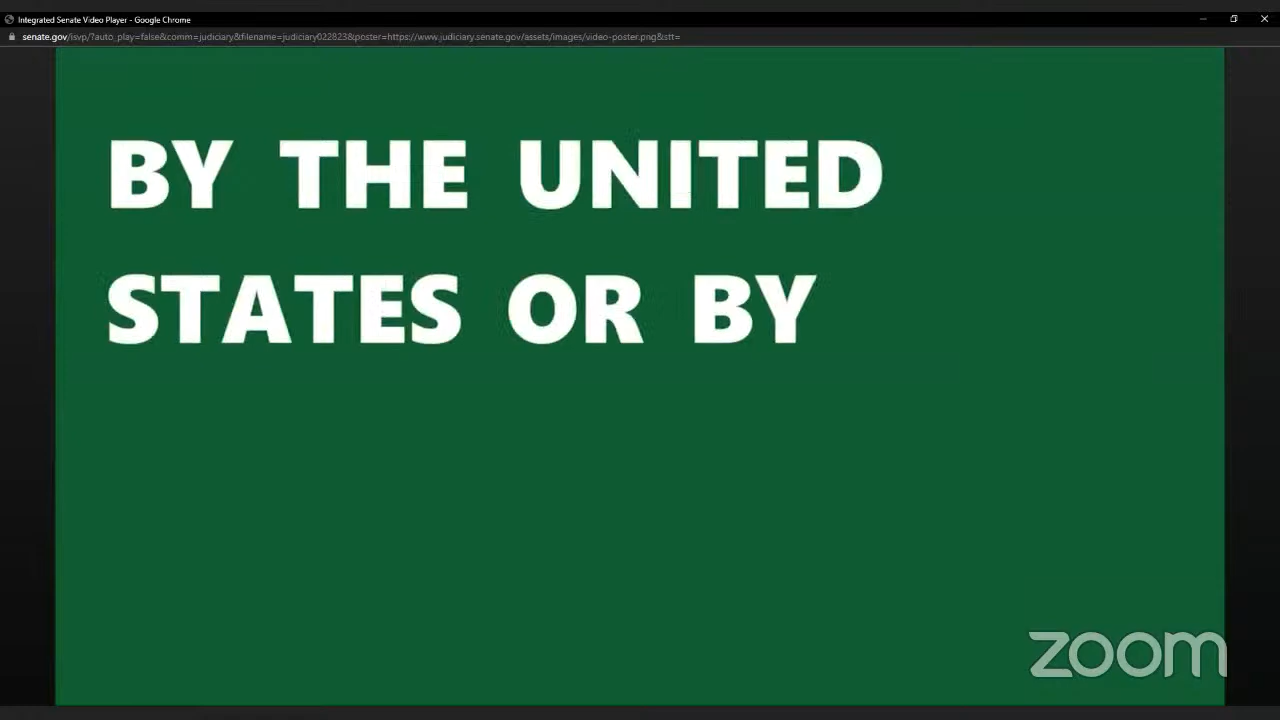 Integrated Senate Video Player - Google Chrome
senate.gov/isvp/?auto_play=false&comm=judiciary&filename=judiciary022823&poster=https://www.judiciary.senate.gov/assets/images/video-poster.png&stt=
BY THE UNITED
STATES OR BY
zoom